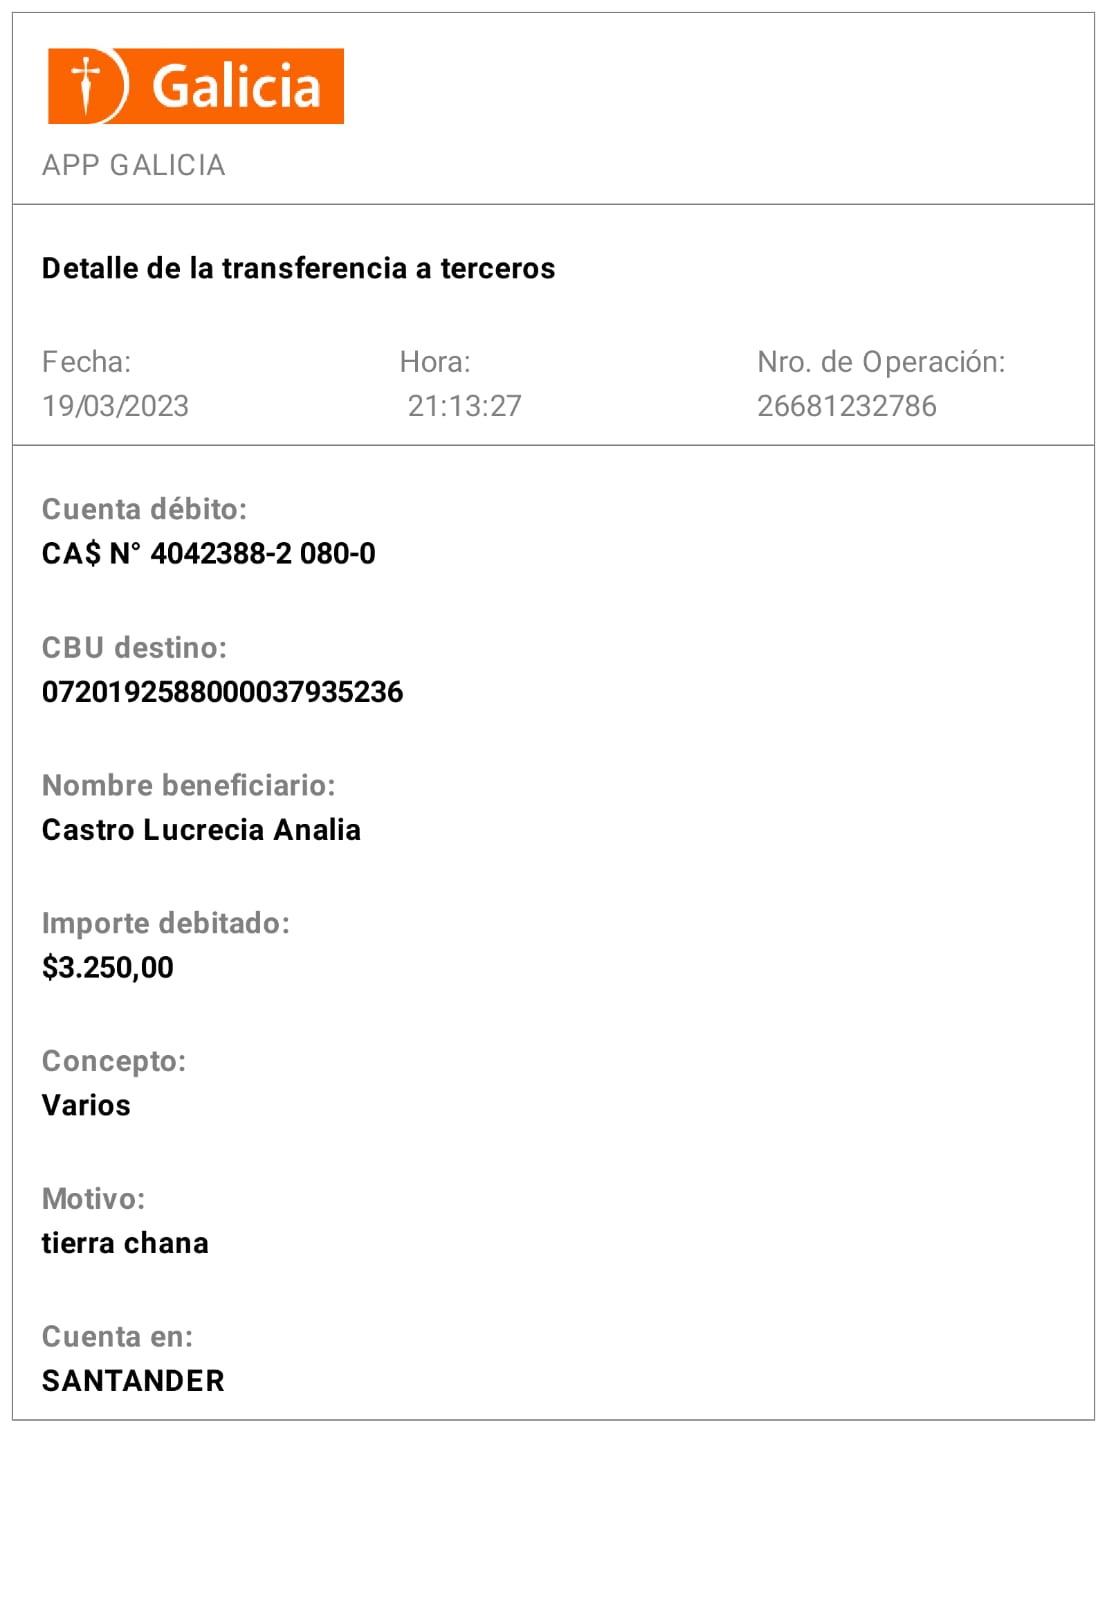 Galicia
APP GALICIA
Detalle de la transferencia a terceros
Fecha: Hora: Nro. de Operación:
19/03/2023 21:13:27 26681232786
Cuenta débito:
CA$ N° 4042388-2 080-0
CBU destino:
0720192588000037935236
Nombre beneficiario:
Castro Lucrecia Analia
Importe debitado:
$3.250,00
Concepto:
Varios
Motivo:
tierra chana
Cuenta en:
SANTANDER